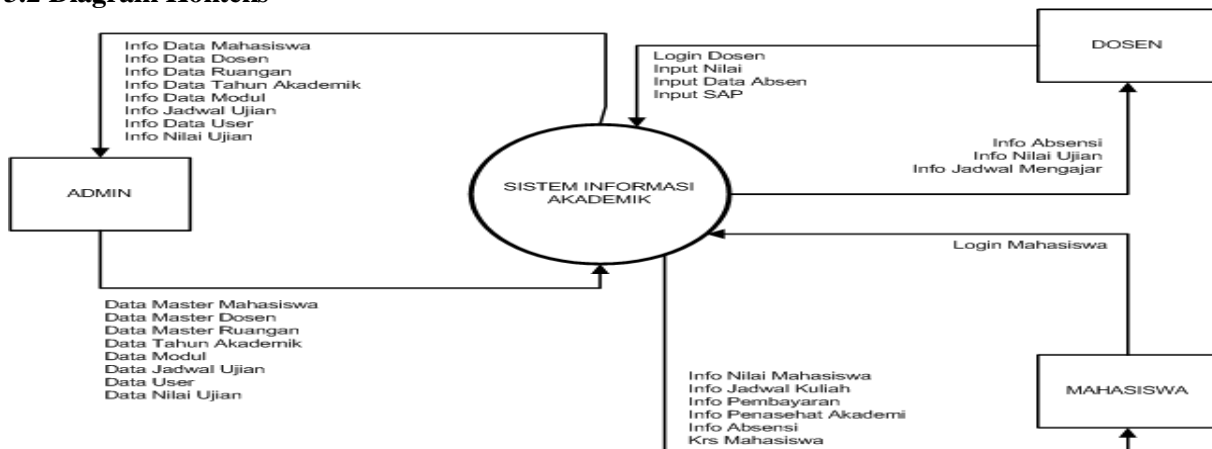 Diagram Konteks
Info Data Mahasiswa
Info Data Dosen
Info Data Ruangan
Info Data Tahun Akademik
Info Data Modul
Info Jadwal Ujian
Info Data User
Info Nilai Ujian
Login Dosen
Input Nilai
Input Data Absen
Input SAP
DOSEN
Info Absensi
Info Nilai Ujian
Info Jadwal Mengajar
ADMIN
SISTEM INFORMASI
AKADEMIK
Login Mahasiswa
Data Master Mahasiswa
Data Master Dosen
Data Master Ruangan
Data Tahun Akademik
Data Modul
Data Jadwal Ujian
Data User
Data Nilai Ujian
Info Nilai Mahasiswa
Info Jadwal Kuliah
Info Pembayaran
Info Penasehat Akademi
Info Absensi
Krs Mahasiswa
MAHASISWA